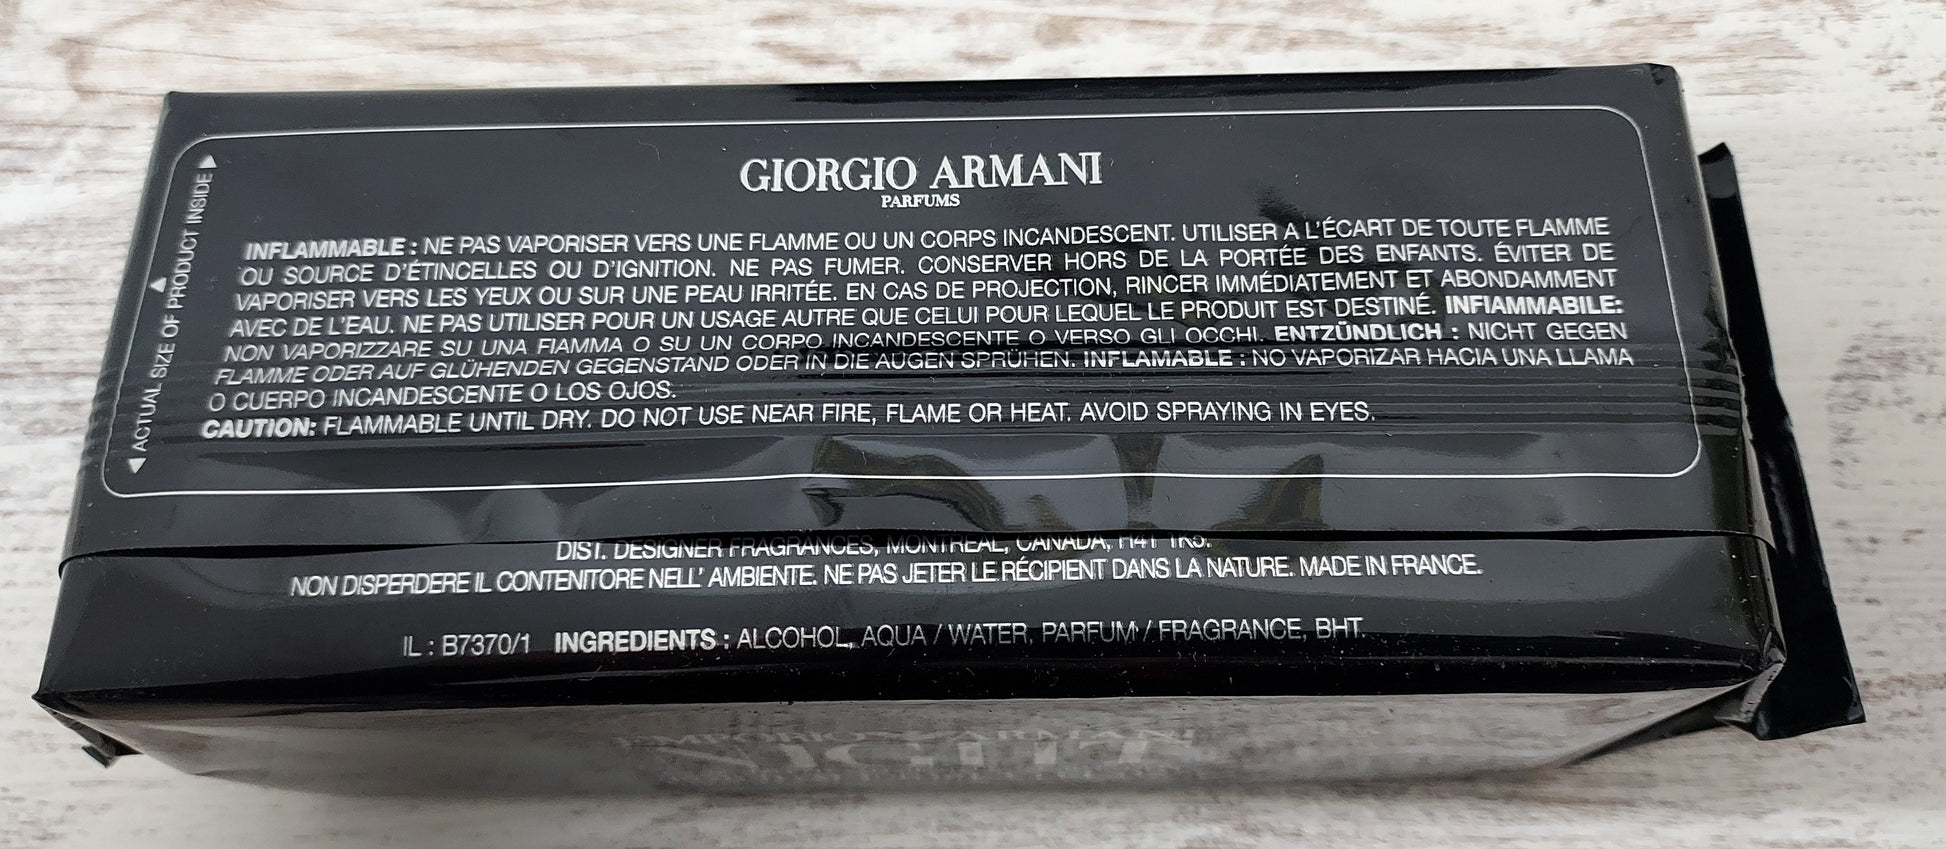 GIORGIO ARMANI
PARFUMS
INFLAMMABLE : NE PAS VAPORISER VERS UNE FLAMME OU UN CORPS INCANDESCENT. UTILISER A L'ÉCART DE TOUTE FLAMME
OU SOURCE D'ÉTINCELLES OU D'IGNITION. NE PAS FUMER. CONSERVER HORS DE LA PORTÉE DES ENFANTS. ÉVITER DE
VAPORISER VERS LES YEUX OU SUR UNE PEAU IRRITÉE. EN CAS DE PROJECTION, RINCER IMMÉDIATEMENT ET ABONDAMMENT
AVEC DE L'EAU. NE PAS UTILISER POUR UN USAGE AUTRE QUE CELUI POUR LEQUEL LE PRODUIT EST DESTINÉ. INFIAMMABILE:
NON VAPORIZZARE SU UNA FIAMMA O SU UN CORPO INCANDESCENTE O VERSO GLI OCCHI. ENTZÜNDLICH : NICHT GEGEN
FLAMME ODER AUF GLÜHENDEN GEGENSTAND ODER IN DIE AUGEN SPRÜHEN. INFLAMABLE : NO VAPORIZAR HACIA UNA LLAMA
O CUERPO INCANDESCENTE O LOS OJOS.
CAUTION: FLAMMABLE UNTIL DRY. DO NOT USE NEAR FIRE, FLAME OR HEAT. AVOID SPRAYING IN EYES.
ACTUAL SIZE OF PRODUCT INSIDE
DIST. DESIGNER FRAGRANCES, MONTREAL, CANADA, H4T 1K5.
NON DISPERDERE IL CONTENITORE NELL' AMBIENTE. NE PAS JETER LE RÉCIPIENT DANS LA NATURE. MADE IN FRANCE.
IL : B7370/1 INGREDIENTS : ALCOHOL, AQUA / WATER, PARFUM / FRAGRANCE, BHT.